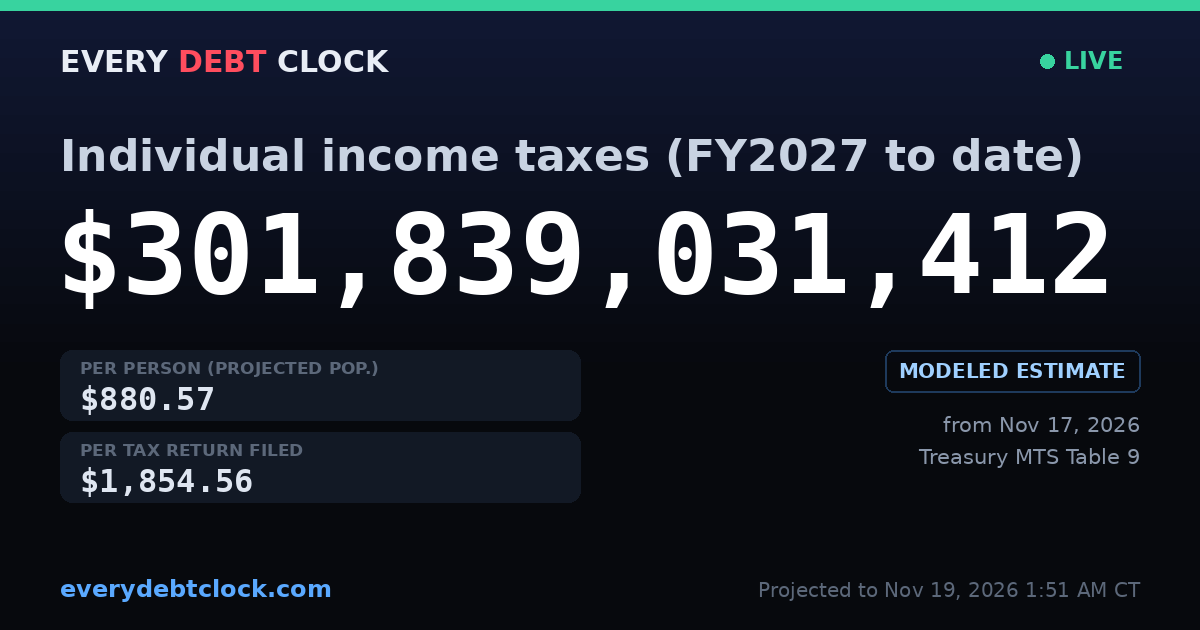 EVERY DEBT CLOCK
LIVE
Individual income taxes (FY2027 to date)
$301,839,031,412
PER PERSON (PROJECTED POP.)
$880.57
PER TAX RETURN FILED
$1,854.56
MODELED ESTIMATE
from Nov 17, 2026
Treasury MTS Table 9
everydebtclock.com
Projected to Nov 19, 2026 1:51 AM CT